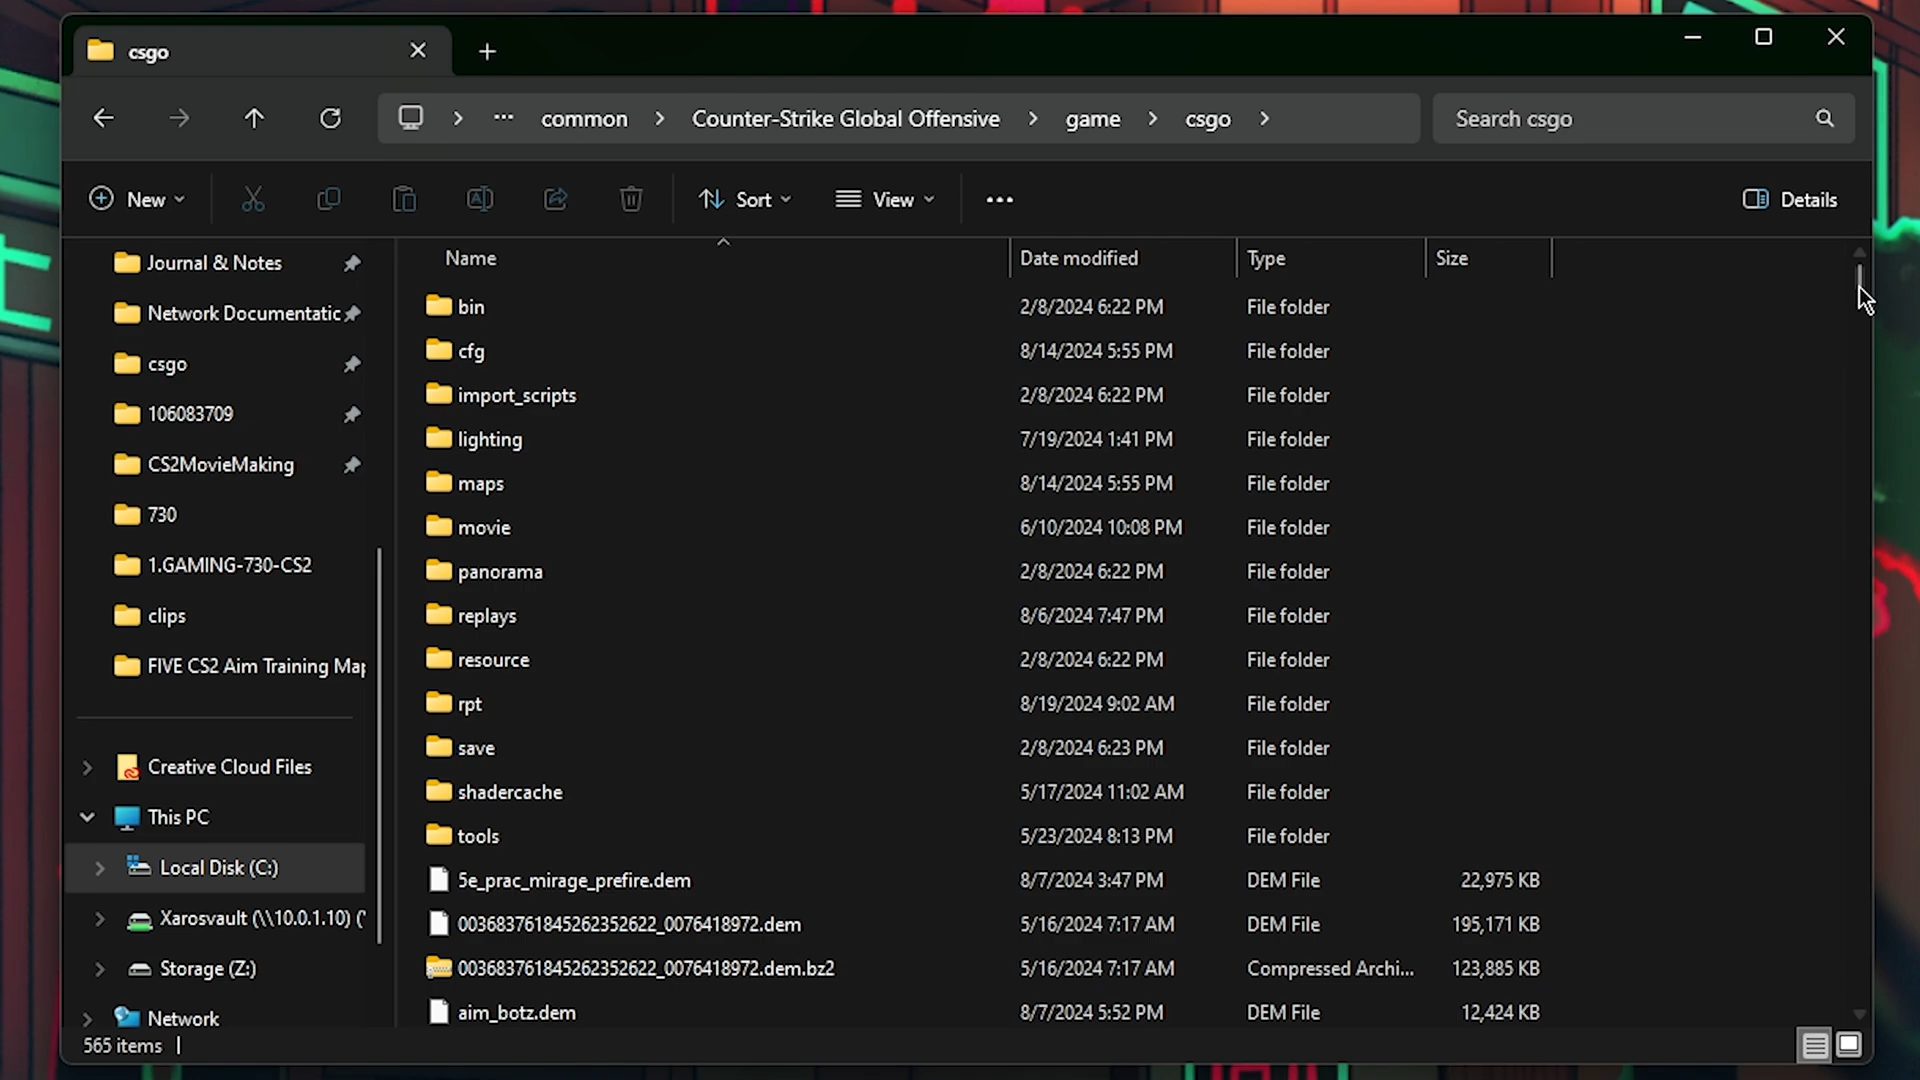 csgo
common > Counter-Strike Global Offensive > game > csgo >
Search csgo
New
Sort
View
Details
Journal & Notes
Network Documentatic
csgo
106083709
CS2MovieMaking
730
1.GAMING-730-CS2
clips
FIVE CS2 Aim Training Map
Creative Cloud Files
This PC
Local Disk (C:)
Xarosvault (\\10.0.1.10) ('
Storage (Z:)
Network
Name Date modified Type Size
bin 2/8/2024 6:22 PM File folder
cfg 8/14/2024 5:55 PM File folder
import_scripts 2/8/2024 6:22 PM File folder
lighting 7/19/2024 1:41 PM File folder
maps 8/14/2024 5:55 PM File folder
movie 6/10/2024 10:08 PM File folder
panorama 2/8/2024 6:22 PM File folder
replays 8/6/2024 7:47 PM File folder
resource 2/8/2024 6:22 PM File folder
rpt 8/19/2024 9:02 AM File folder
save 2/8/2024 6:23 PM File folder
shadercache 5/17/2024 11:02 AM File folder
tools 5/23/2024 8:13 PM File folder
5e_prac_mirage_prefire.dem 8/7/2024 3:47 PM DEM File 22,975 KB
003683761845262352622_0076418972.dem 5/16/2024 7:17 AM DEM File 195,171 KB
003683761845262352622_0076418972.dem.bz2 5/16/2024 7:17 AM Compressed Archi... 123,885 KB
aim_botz.dem 8/7/2024 5:52 PM DEM File 12,424 KB
565 items